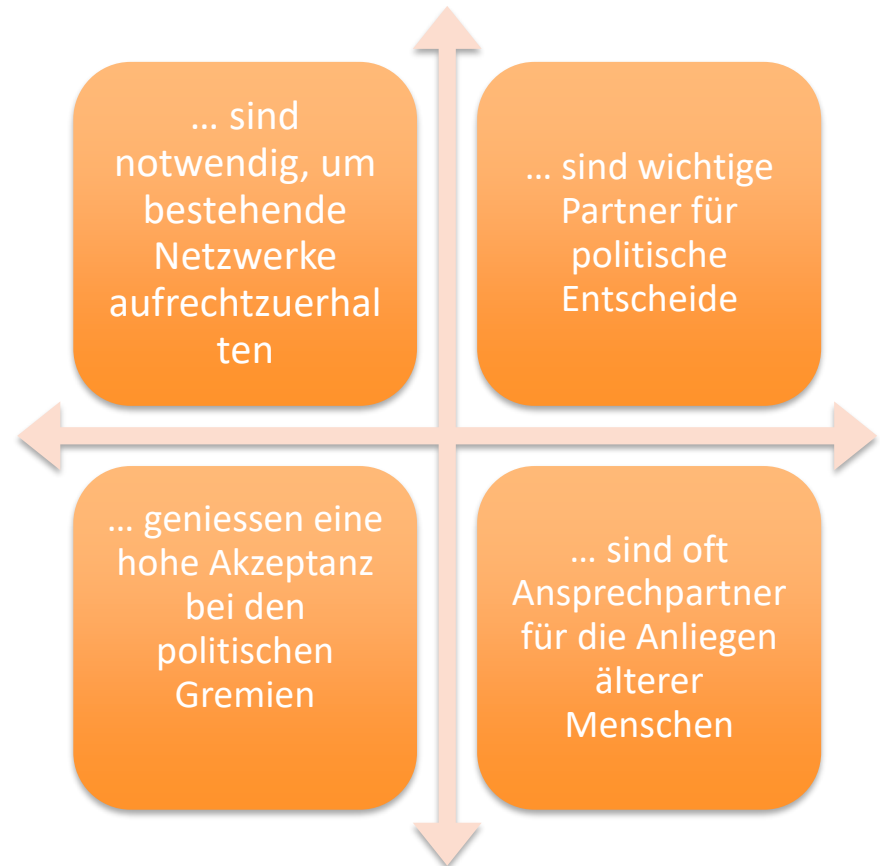 ... sind
notwendig, um
bestehende
Netzwerke
aufrechtzuerhal
ten
... sind wichtige
Partner für
politische
Entscheide
... geniessen eine
hohe Akzeptanz
bei den
politischen
Gremien
... sind oft
Ansprechpartner
für die Anliegen
älterer
Menschen